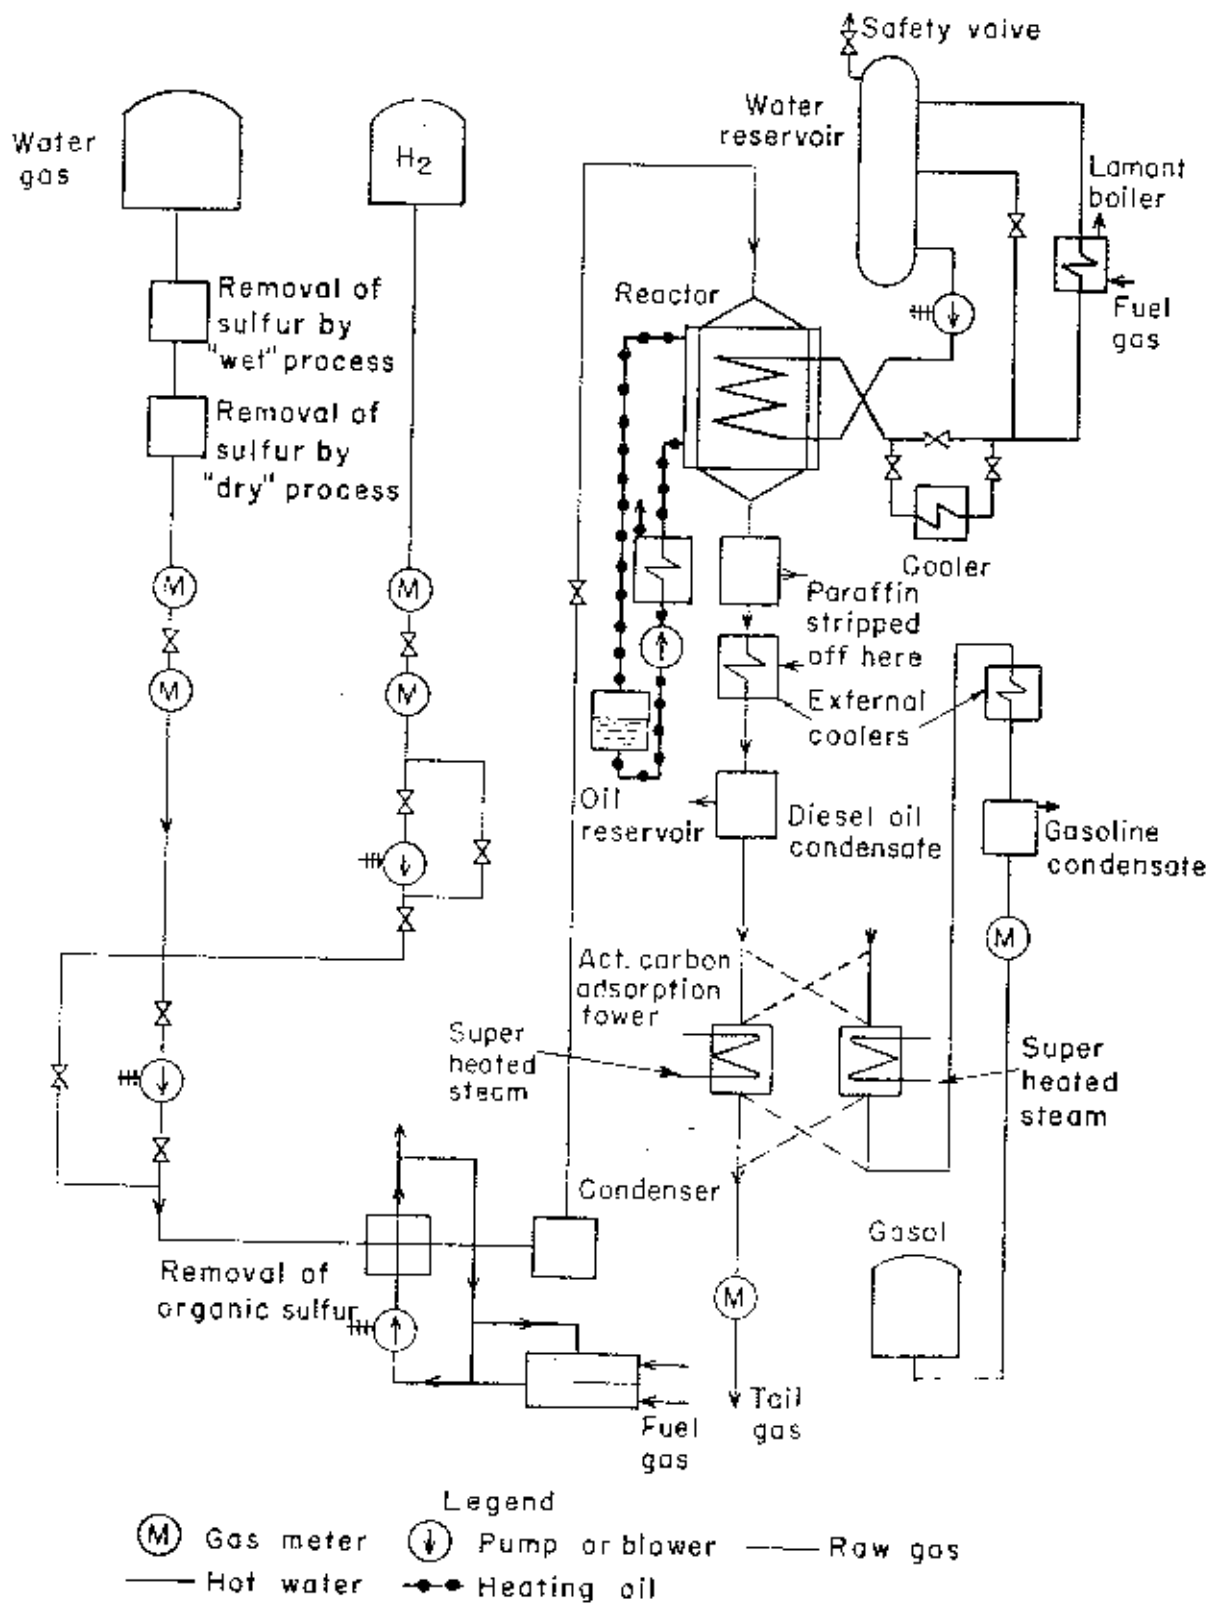 Safety valve
Water
reservoir
Water
gas
H2
Lamont
boiler
Fuel
gas
Removal of
sulfur by
"wet" process
Reactor
Removal of
sulfur by
"dry" process
Cooler
M
M
Paraffin
stripped
off here
M
M
External
coolers
Oil
reservoir
Diesel oil
condensate
Gasoline
condensate
M
Act. carbon
adsorption
tower
Super
heated
steam
Super
heated
steam
Condenser
Removal of
organic sulfur
Gasol
M
Fuel
gas
Tail
gas
Legend
M Gas meter
Pump or blower
Raw gas
Hot water
Heating oil